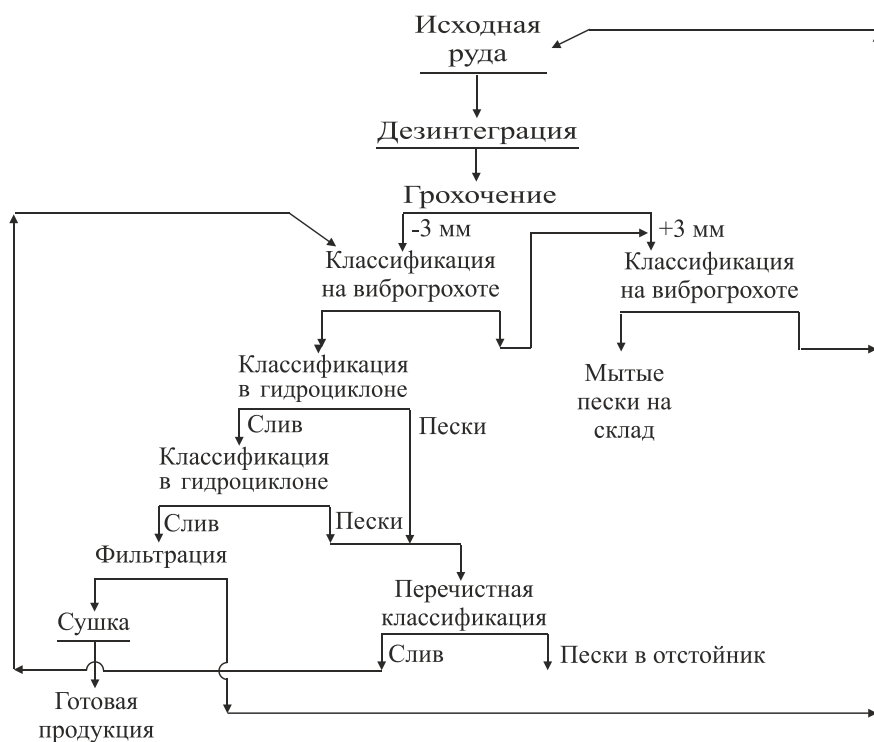 Исходная
руда
Дезинтеграция
Грохочение
-3 мм
+3 мм
Классификация
на виброгрохоте
Классификация
на виброгрохоте
Классификация
в гидроциклоне
Мытые
пески на
склад
Слив
Пески
Классификация
в гидроциклоне
Слив
Пески
Фильтрация
Перечистная
классификация
Сушка
Слив
Пески в отстойник
Готовая
продукция